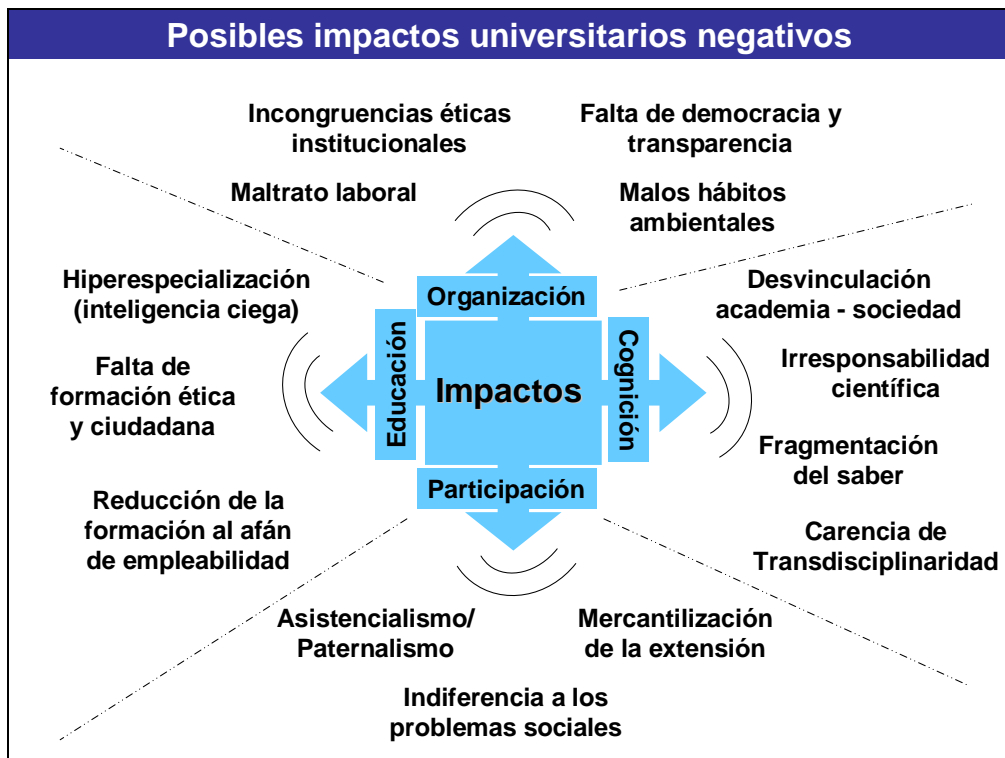 Posibles impactos universitarios negativos
Incongruencias éticas
institucionales
Falta de democracia y
transparencia
Maltrato laboral
Malos hábitos
ambientales
Hiperespecialización
(inteligencia ciega)
Organización
Desvinculación
academia - sociedad
Falta de
formación ética
y ciudadana
Educación
Impactos
Cognición
Irresponsabilidad
científica
Fragmentación
del saber
Reducción de la
formación al afán
de empleabilidad
Participación
Carencia de
Transdisciplinaridad
Asistencialismo/
Paternalismo
Mercantilización
de la extensión
Indiferencia a los
problemas sociales